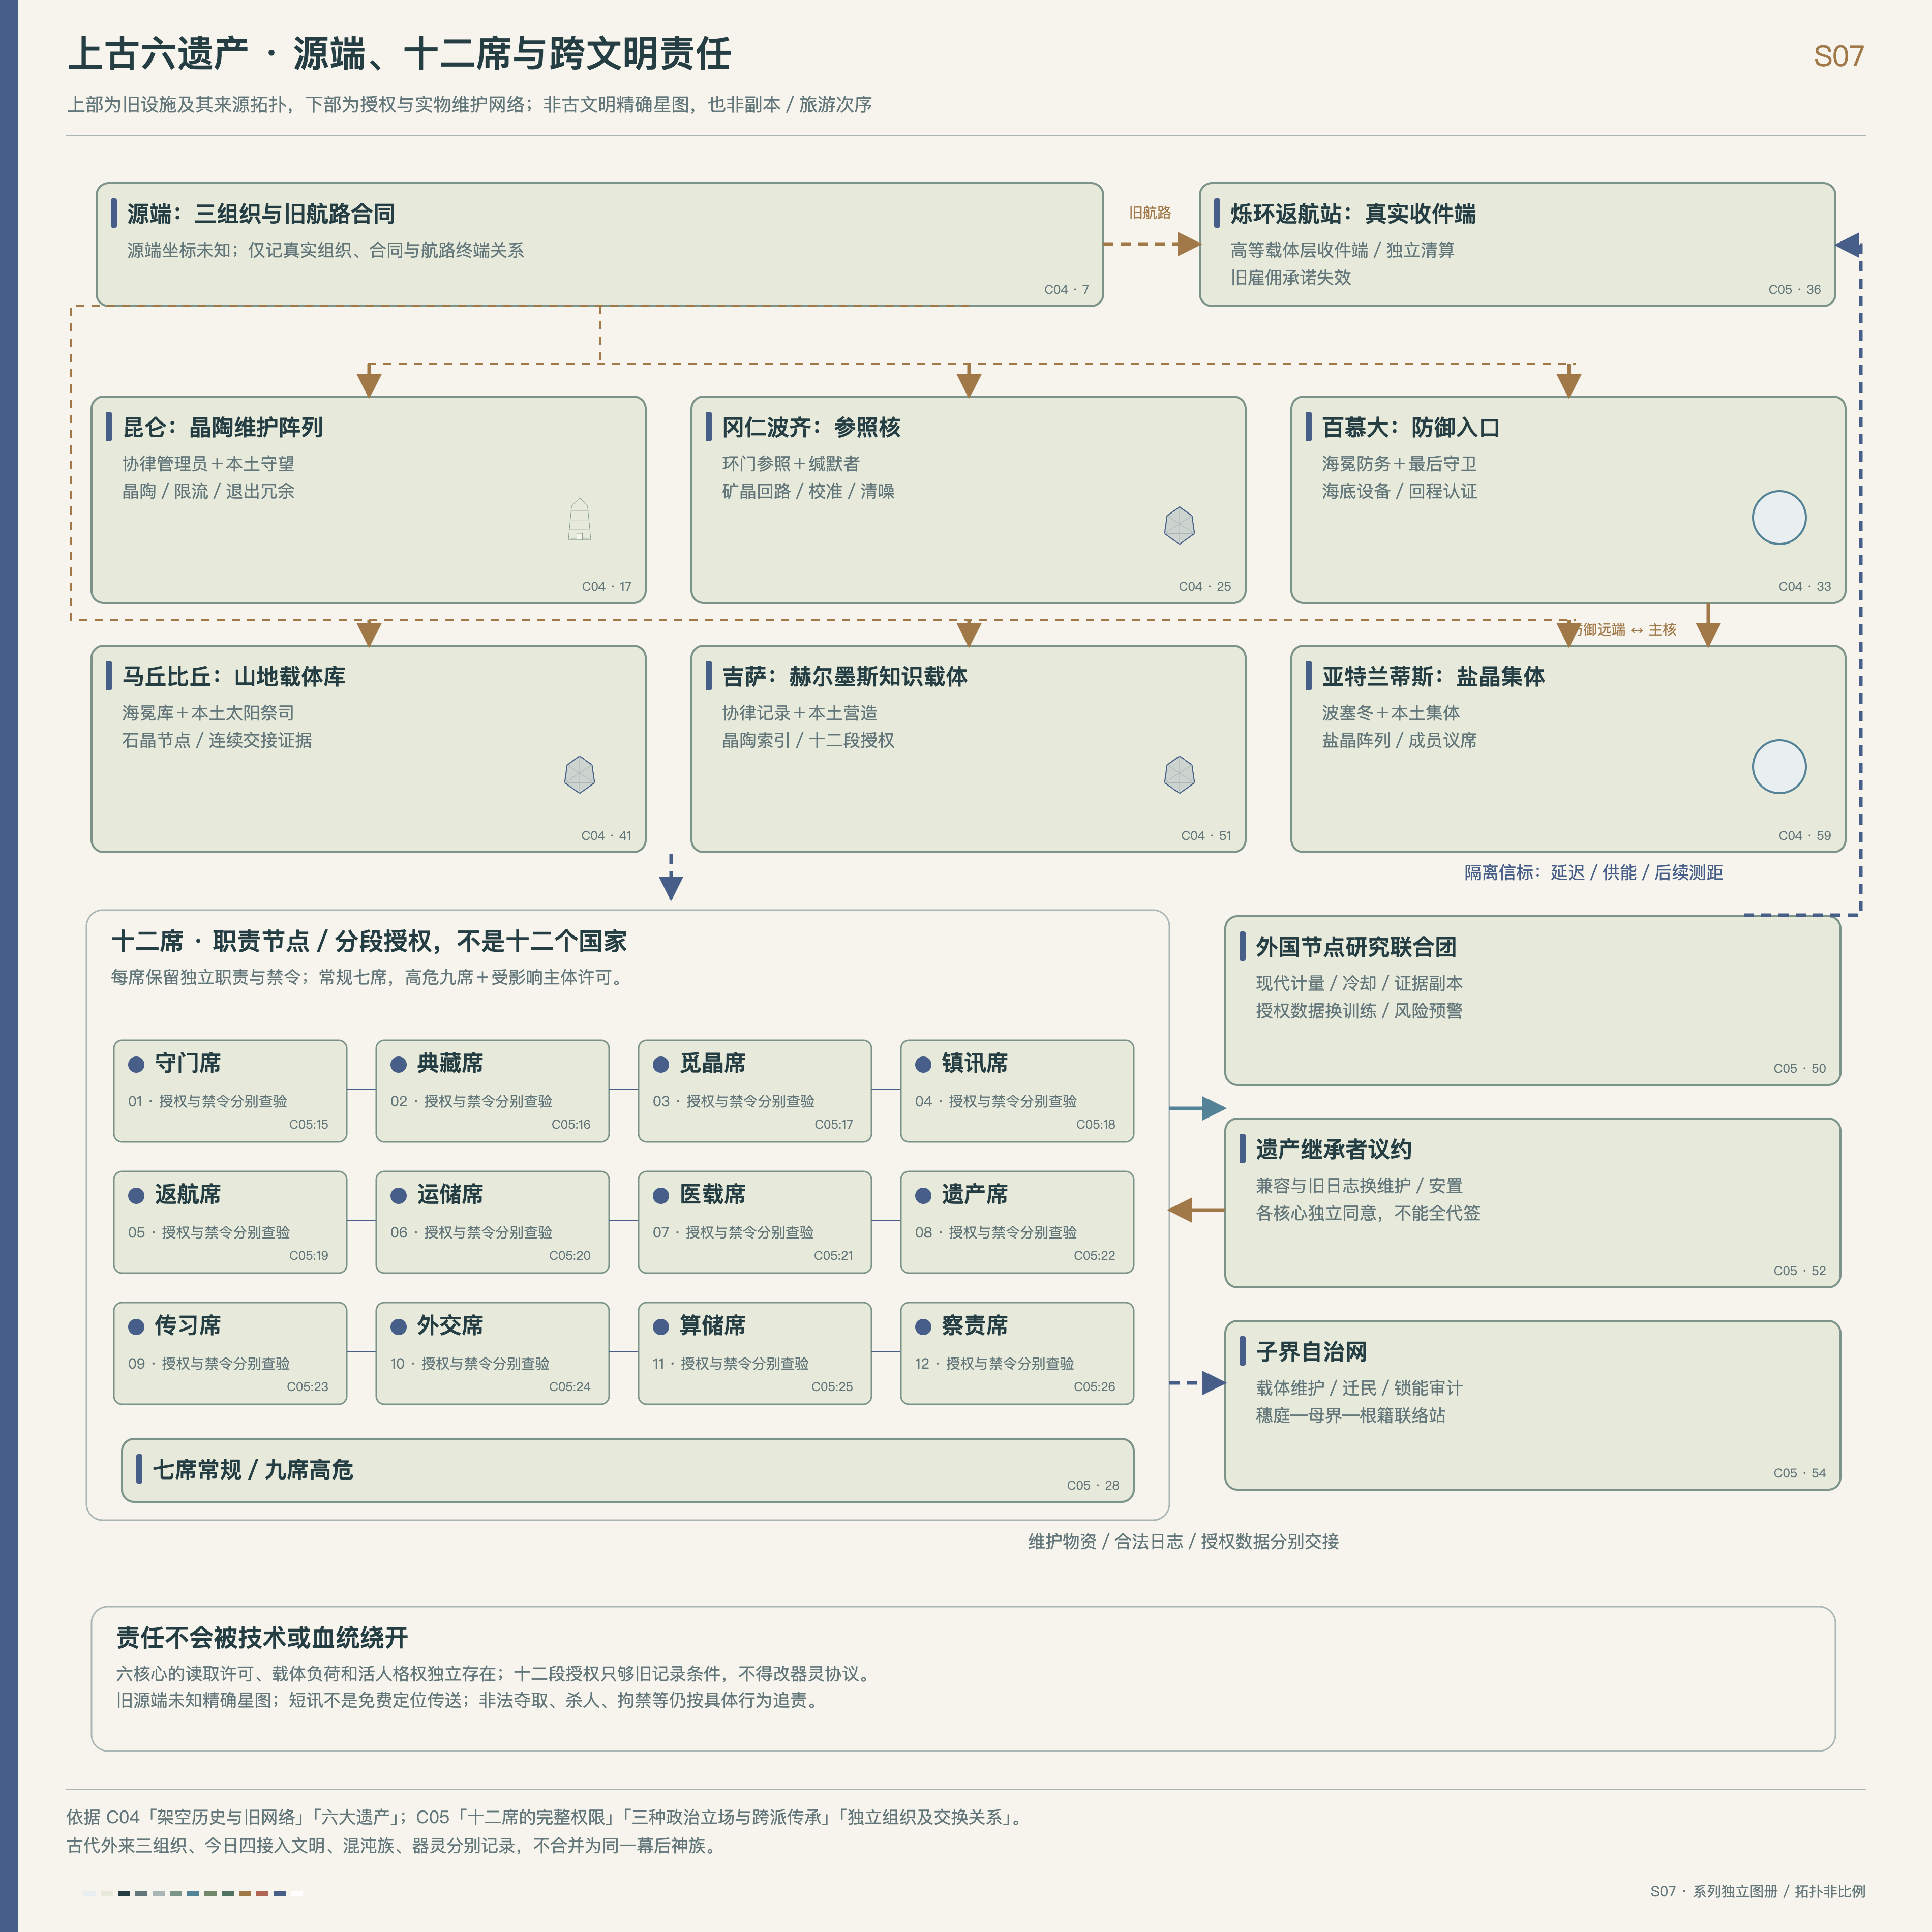 上古六遗产 · 源端、十二席与跨文明责任
S07
上部为旧设施及其来源拓扑，下部为授权与实物维护网络；非古文明精确星图，也非副本 / 旅游次序
源端：三组织与旧航路合同
源端坐标未知；仅记真实组织、合同与航路终端关系
C04 · 7
旧航路
烁环返航站：真实收件端
高等载体层收件端 / 独立清算
旧雇佣承诺失效
C05 · 36
昆仑：晶陶维护阵列
协律管理员＋本土守望
晶陶 / 限流 / 退出冗余
C04 · 17
冈仁波齐：参照核
环门参照＋缄默者
矿晶回路 / 校准 / 清噪
C04 · 25
百慕大：防御入口
海冕防务＋最后守卫
海底设备 / 回程认证
C04 · 33
防御远端 ↔ 主核
马丘比丘：山地载体库
海冕库＋本土太阳祭司
石晶节点 / 连续交接证据
C04 · 41
吉萨：赫尔墨斯知识载体
协律记录＋本土营造
晶陶索引 / 十二段授权
C04 · 51
亚特兰蒂斯：盐晶集体
波塞冬＋本土集体
盐晶阵列 / 成员议席
C04 · 59
隔离信标：延迟 / 供能 / 后续测距
十二席 · 职责节点 / 分段授权，不是十二个国家
每席保留独立职责与禁令；常规七席，高危九席＋受影响主体许可。
守门席
01 · 授权与禁令分别查验
C05:15
典藏席
02 · 授权与禁令分别查验
C05:16
觅晶席
03 · 授权与禁令分别查验
C05:17
镇讯席
04 · 授权与禁令分别查验
C05:18
返航席
05 · 授权与禁令分别查验
C05:19
运储席
06 · 授权与禁令分别查验
C05:20
医载席
07 · 授权与禁令分别查验
C05:21
遗产席
08 · 授权与禁令分别查验
C05:22
传习席
09 · 授权与禁令分别查验
C05:23
外交席
10 · 授权与禁令分别查验
C05:24
算储席
11 · 授权与禁令分别查验
C05:25
察责席
12 · 授权与禁令分别查验
C05:26
七席常规 / 九席高危
C05 · 28
外国节点研究联合团
现代计量 / 冷却 / 证据副本
授权数据换训练 / 风险预警
C05 · 50
遗产继承者议约
兼容与旧日志换维护 / 安置
各核心独立同意，不能全代签
C05 · 52
子界自治网
载体维护 / 迁民 / 锁能审计
穗庭—母界—根籍联络站
C05 · 54
维护物资 / 合法日志 / 授权数据分别交接
责任不会被技术或血统绕开
六核心的读取许可、载体负荷和活人格权独立存在；十二段授权只够旧记录条件，不得改器灵协议。
旧源端未知精确星图；短讯不是免费定位传送；非法夺取、杀人、拘禁等仍按具体行为追责。
依据 C04「架空历史与旧网络」「六大遗产」；C05「十二席的完整权限」「三种政治立场与跨派传承」「独立组织及交换关系」。
古代外来三组织、今日四接入文明、混沌族、器灵分别记录，不合并为同一幕后神族。
S07 · 系列独立图册 / 拓扑非比例